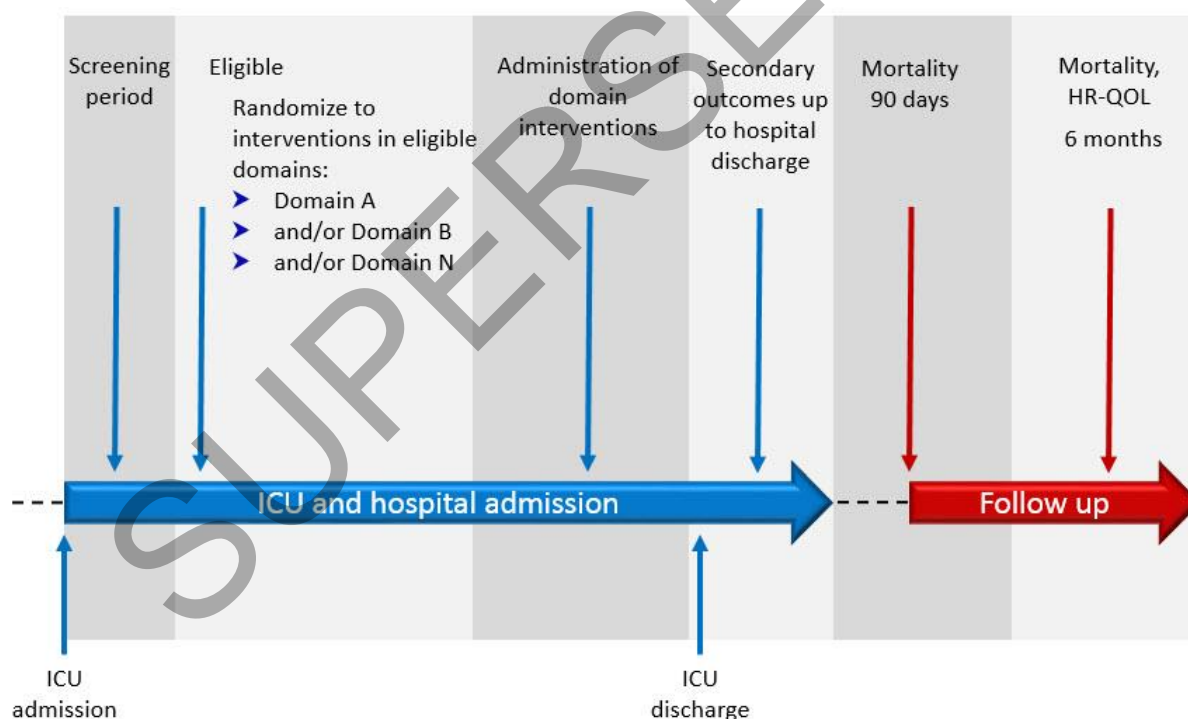 Screening
period
Eligible
Randomize to
interventions in eligible
domains:
Domain A
and/or Domain B
and/or Domain N
Administration of
domain
interventions
Secondary
outcomes up
to hospital
discharge
Mortality
90 days
Mortality,
HR-QOL
6 months
ICU and hospital admission
Follow up
ICU
admission
ICU
discharge
SUPERSE